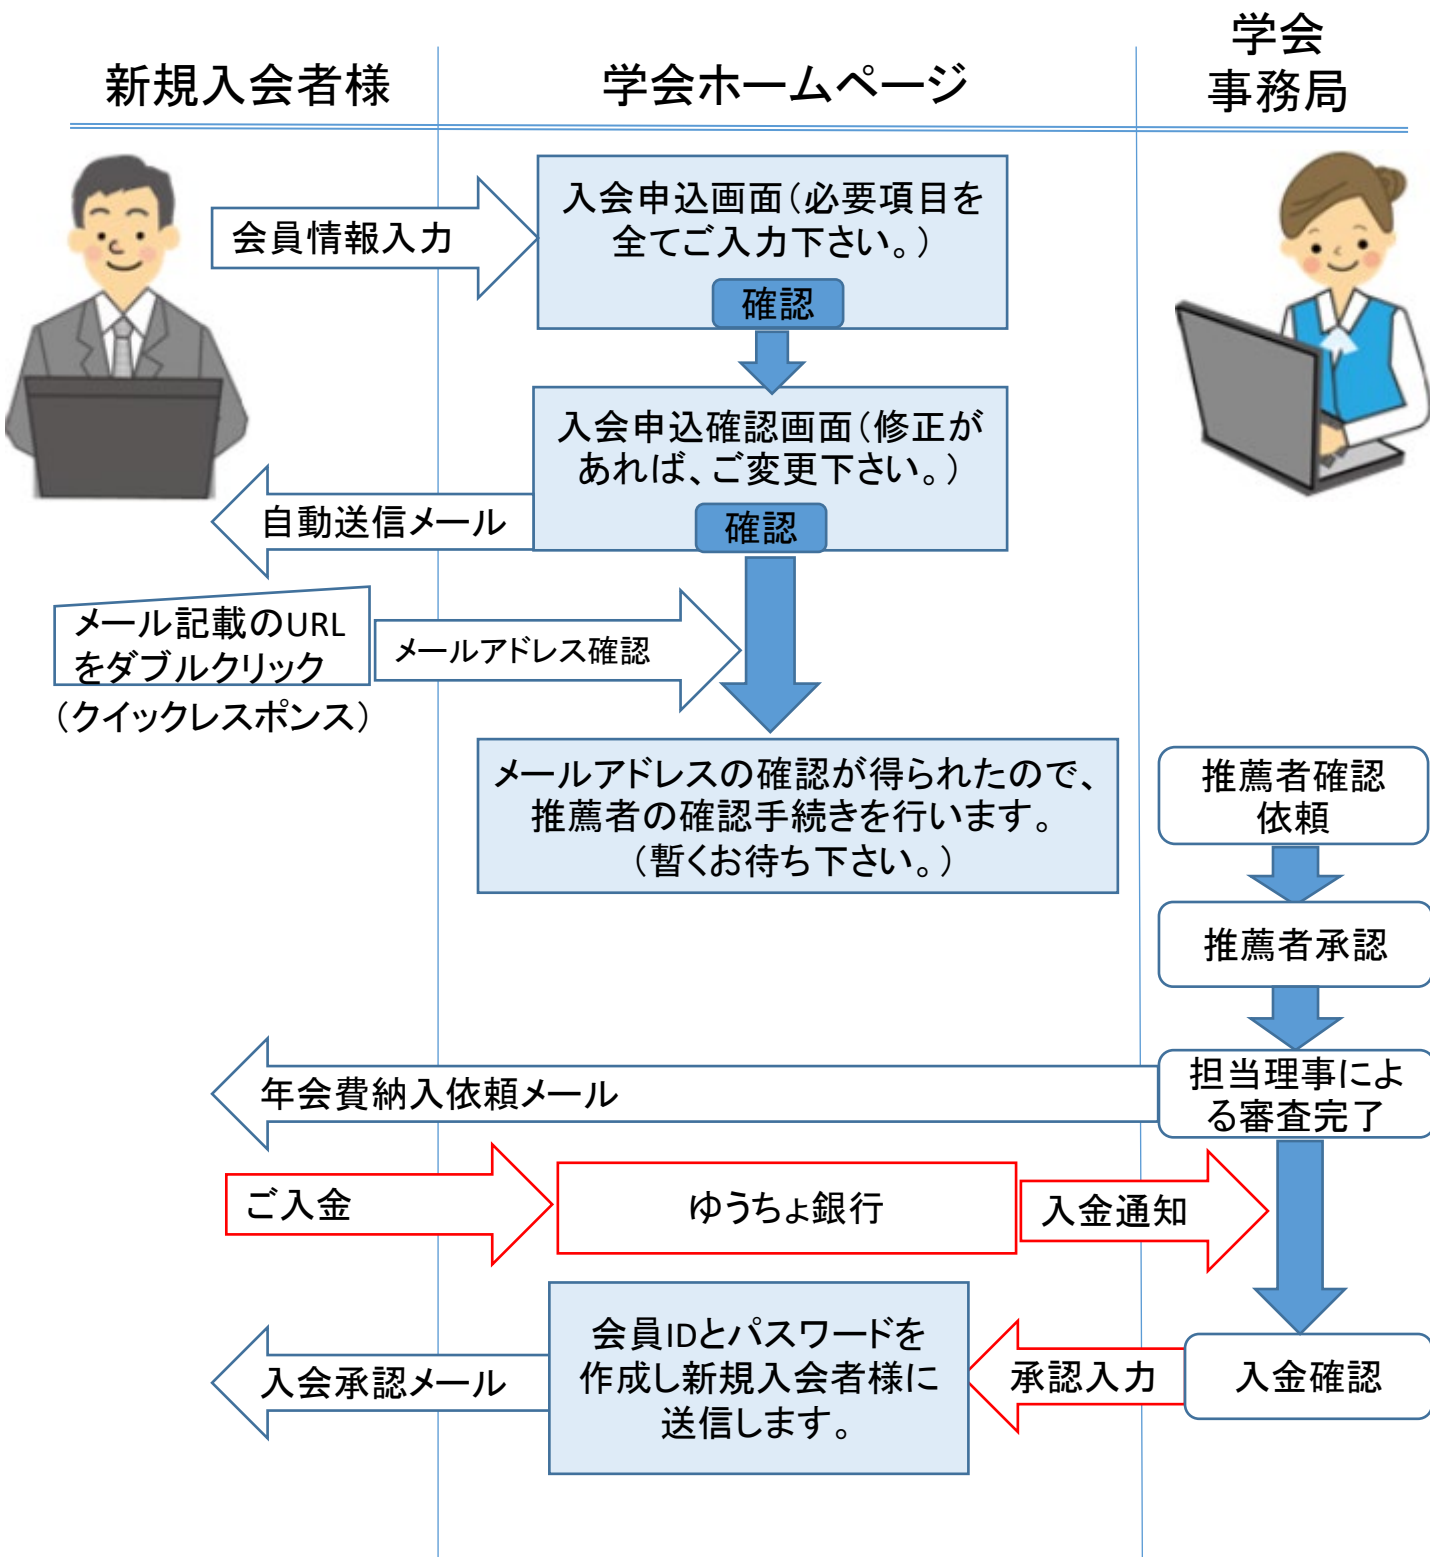 新規入会者様
学会ホームページ
学会
事務局
会員情報入力
入会申込画面(必要項目を
全てご入力下さい。)
確認
入会申込確認画面(修正が
あれば、ご変更下さい。)
確認
自動送信メール
メール記載のURL
をダブルクリック
(クイックレスポンス)
メールアドレス確認
メールアドレスの確認が得られたので、
推薦者の確認手続きを行います。
(暫くお待ち下さい。)
推薦者確認
依頼
推薦者承認
担当理事によ
る審査完了
年会費納入依頼メール
ご入金
ゆうちょ銀行
入金通知
入金確認
承認入力
会員IDとパスワードを
作成し新規入会者様に
送信します。
入会承認メール